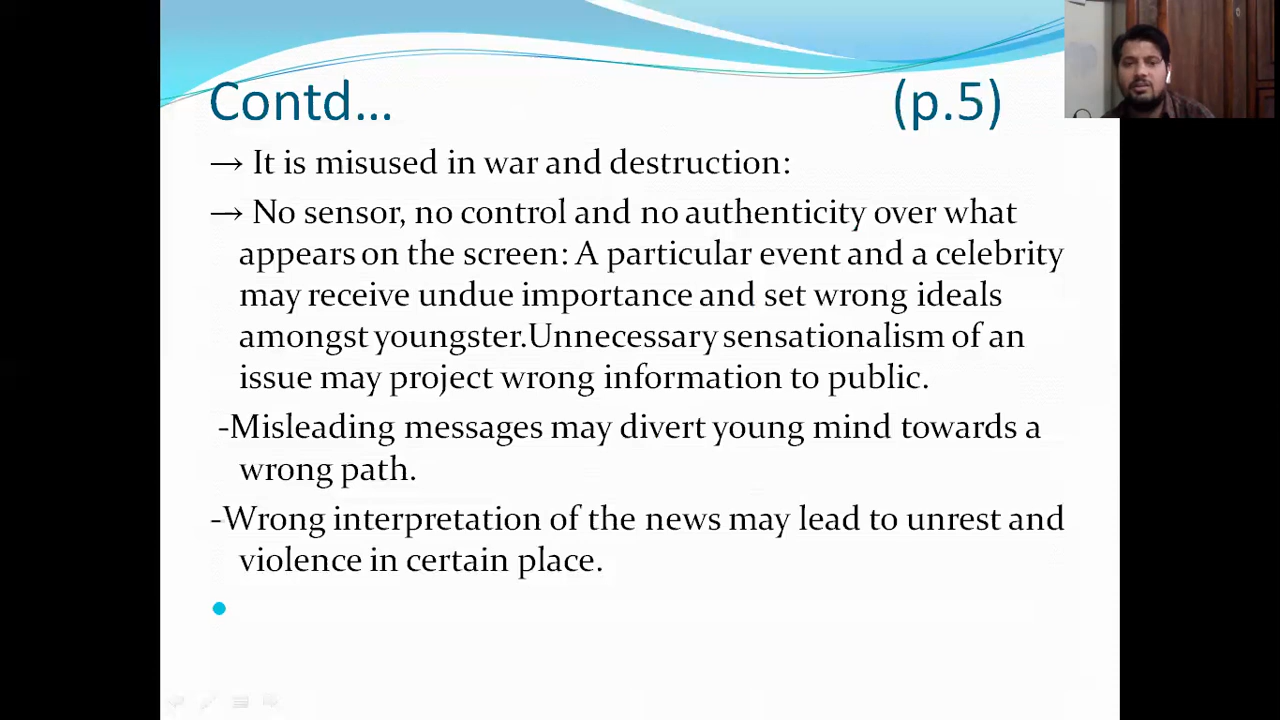 Contd... (p.5)
→ It is misused in war and destruction:
→ No sensor, no control and no authenticity over what
appears on the screen: A particular event and a celebrity
may receive undue importance and set wrong ideals
amongst youngster.Unnecessary sensationalism of an
issue may project wrong information to public.
-Misleading messages may divert young mind towards a
wrong path.
-Wrong interpretation of the news may lead to unrest and
violence in certain place.